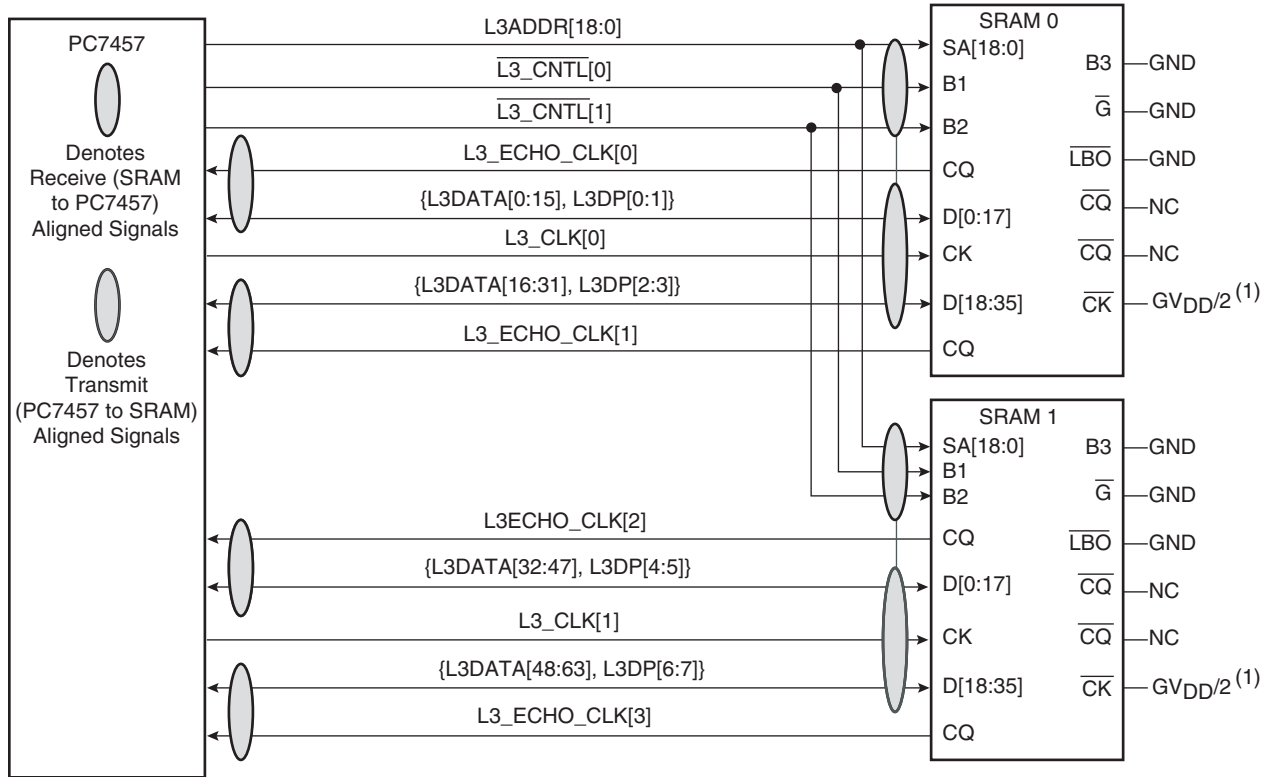 PC7457
Denotes
Receive (SRAM
to PC7457)
Aligned Signals
Denotes
Transmit
(PC7457 to SRAM)
Aligned Signals
L3ADDR[18:0]
L3_CNTL[0]
L3_CNTL[1]
L3_ECHO_CLK[0]
{L3DATA[0:15], L3DP[0:1]}
L3_CLK[0]
{L3DATA[16:31], L3DP[2:3]}
L3_ECHO_CLK[1]
L3ECHO_CLK[2]
{L3DATA[32:47], L3DP[4:5]}
L3_CLK[1]
{L3DATA[48:63], L3DP[6:7]}
L3_ECHO_CLK[3]
SRAM 0
SA[18:0]
B1
B2
CQ
D[0:17]
CK
D[18:35]
CQ
B3 GND
G GND
LBO GND
CQ NC
CQ NC
CK GVDD/2 (1)
SRAM 1
SA[18:0]
B1
B2
CQ
D[0:17]
CK
D[18:35]
CQ
B3 GND
G GND
LBO GND
CQ NC
CQ NC
CK GVDD/2 (1)